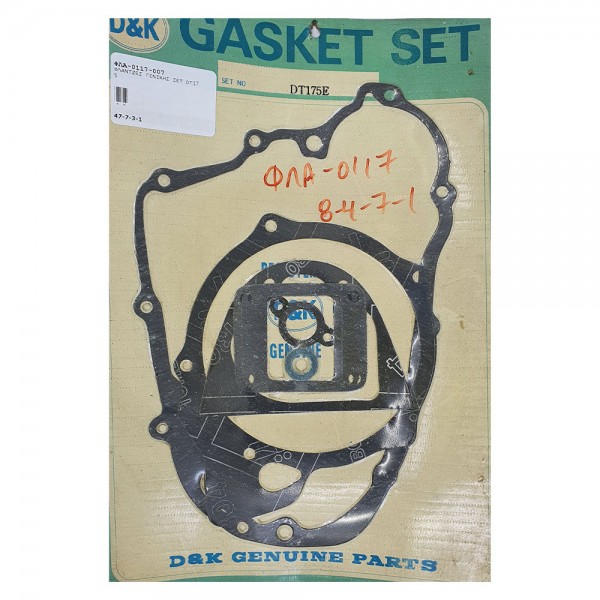 D&K GASKET SET
SET NO DT175E
ΦΛΑ-0117-007
ΦΛΑΝΤΖΕΣ ΓΕΝΙΚΗΣ ΣΕΤ DT17
5
47-7-3-1
ΦΛΑ-0117
84-7-1
D&K
GENUINE
D&K GENUINE PARTS